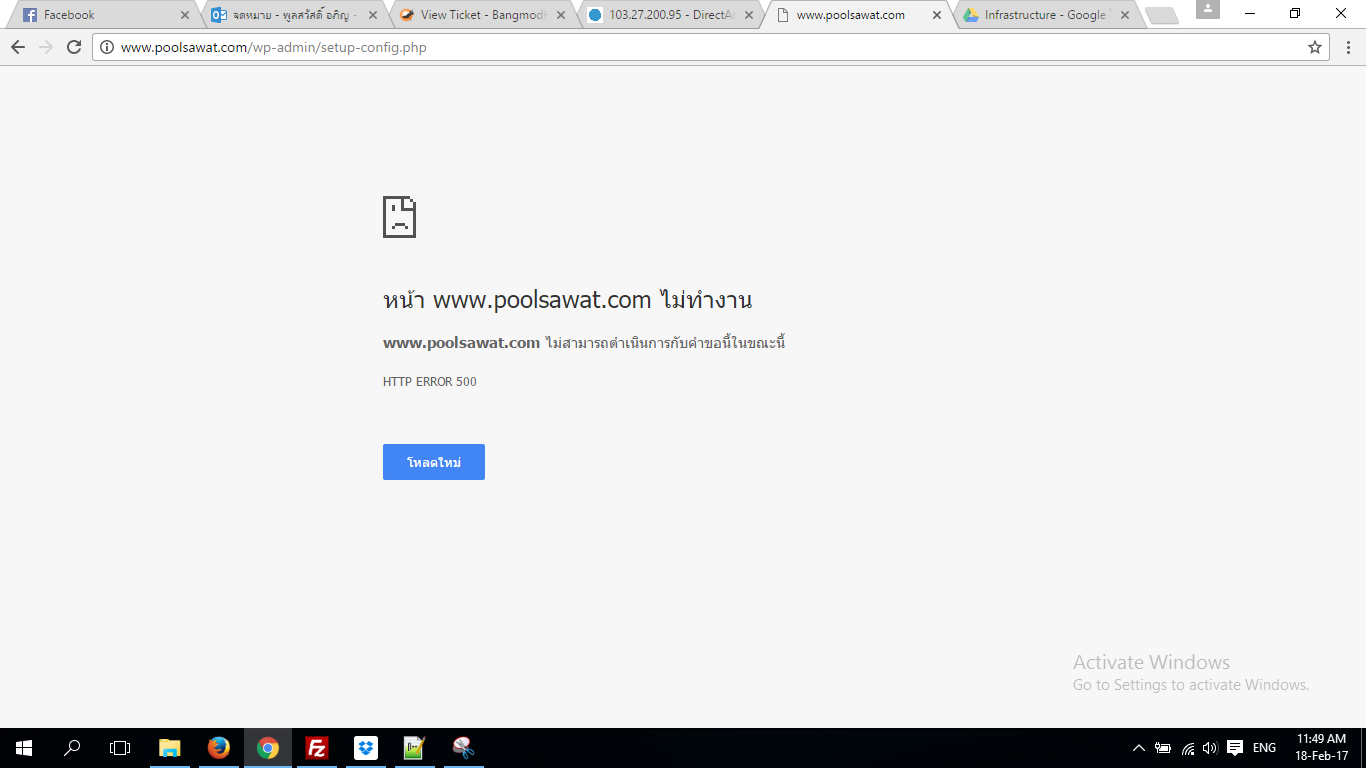 Facebook
จดหมาย - พูลสวัสดิ์ อภิญ -
View Ticket - Bangmod
103.27.200.95 - DirectAd
www.poolsawat.com
Infrastructure - Google
www.poolsawat.com/wp-admin/setup-config.php
หน้า www.poolsawat.com ไม่ทำงาน
www.poolsawat.com ไม่สามารถดำเนินการกับคำขอนี้ในขณะนี้
HTTP ERROR 500
โหลดใหม่
Activate Windows
Go to Settings to activate Windows.
ENG
11:49 AM
18-Feb-17